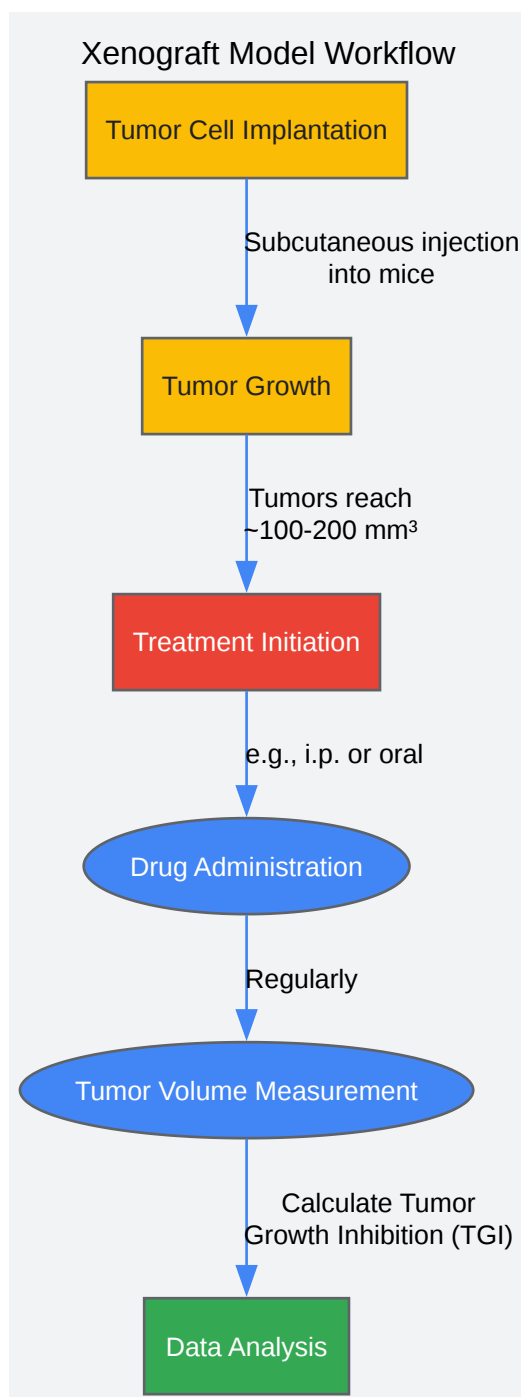 Xenograft Model Workflow
Tumor Cell Implantation
Subcutaneous injection
into mice
Tumor Growth
Tumors reach
~100-200 mm³
Treatment Initiation
e.g., i.p. or oral
Drug Administration
Regularly
Tumor Volume Measurement
Calculate Tumor
Growth Inhibition (TGI)
Data Analysis